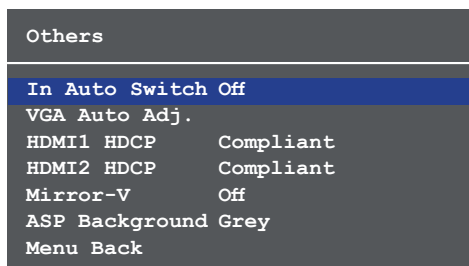 Others
In Auto Switch Off
VGA Auto Adj.
HDMI1 HDCP Compliant
HDMI2 HDCP Compliant
Mirror-V Off
ASP Background Grey
Menu Back